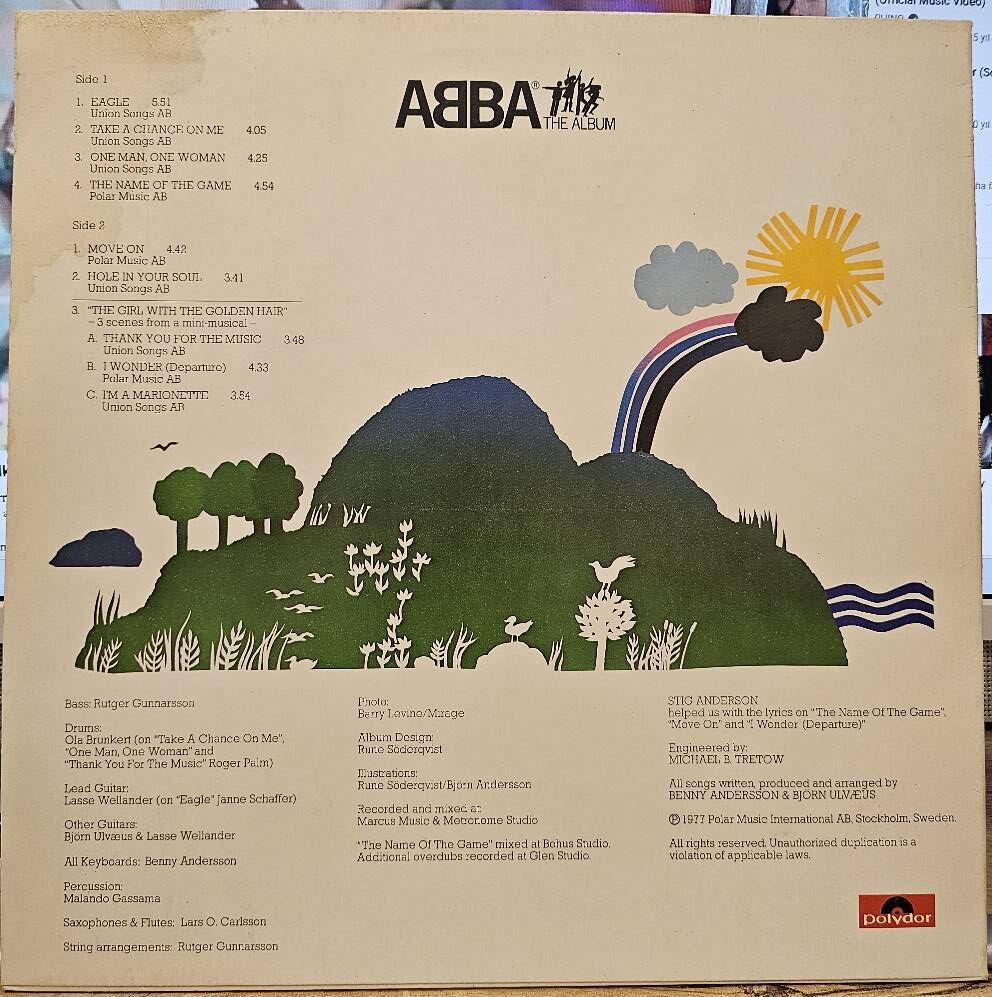 (Official Music Video)
Side 1
1. EAGLE 5.51
Union Songs AB
2. TAKE A CHANCE ON ME 4.05
Union Songs AB
3. ONE MAN, ONE WOMAN 4.25
Union Songs AB
4. THE NAME OF THE GAME 4.54
Polar Music AB
Side 2
1. MOVE ON 4.42
Polar Music AB
2. HOLE IN YOUR SOUL 3.41
Union Songs AB
3. "THE GIRL WITH THE GOLDEN HAIR"
– 3 scenes from a mini-musical –
A. THANK YOU FOR THE MUSIC 3.48
Union Songs AB
B. I WONDER (Departure) 4.33
Polar Music AB
C. I'M A MARIONETTE 3.54
Union Songs AB
ABBA®
THE ALBUM
Bass: Rutger Gunnarsson
Drums:
Ola Brunkert (on "Take A Chance On Me",
"One Man, One Woman" and
"Thank You For The Music" Roger Palm)
Lead Guitar:
Lasse Wellander (on "Eagle" Janne Schaffer)
Other Guitars:
Björn Ulvæus & Lasse Wellander
All Keyboards: Benny Andersson
Percussion:
Malando Gassama
Saxophones & Flutes: Lars O. Carlsson
String arrangements: Rutger Gunnarsson
Photo:
Barry Levine/Mirage
Album Design:
Rune Söderqvist
Illustrations:
Rune Söderqvist/Björn Andersson
Recorded and mixed at:
Marcus Music & Metronome Studio
"The Name Of The Game" mixed at Bohus Studio.
Additional overdubs recorded at Glen Studio.
STIG ANDERSON
helped us with the lyrics on "The Name Of The Game",
"Move On" and "I Wonder (Departure)"
Engineered by:
MICHAEL B. TRETOW
All songs written, produced and arranged by
BENNY ANDERSSON & BJÖRN ULVÆUS
℗ 1977 Polar Music International AB, Stockholm, Sweden.
All rights reserved. Unauthorized duplication is a
violation of applicable laws.
polydor